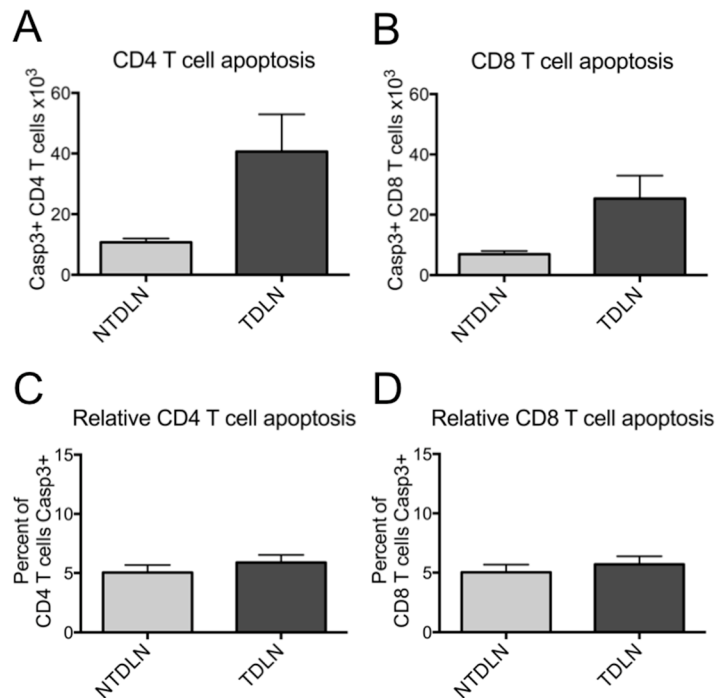 A
CD4 T cell apoptosis
Casp3+ CD4 T cells x10³
60
40
20
0
NTDLN
TDLN
B
CD8 T cell apoptosis
Casp3+ CD8 T cells x10³
60
40
20
0
NTDLN
TDLN
C
Relative CD4 T cell apoptosis
Percent of
CD4 T cells Casp3+
15
10
5
0
NTDLN
TDLN
D
Relative CD8 T cell apoptosis
Percent of
CD8 T cells Casp3+
15
10
5
0
NTDLN
TDLN